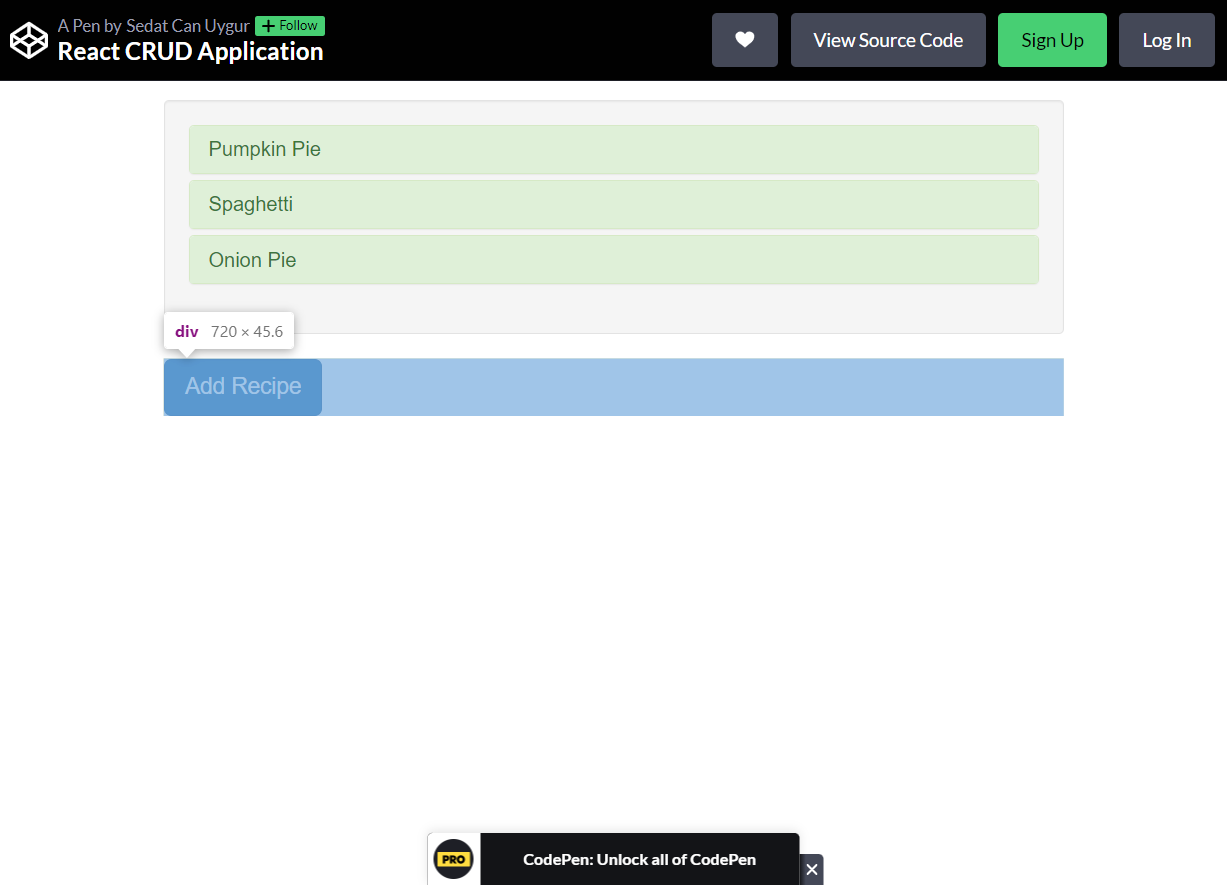 A Pen by Sedat Can Uygur + Follow
React CRUD Application
View Source Code
Sign Up
Log In
Pumpkin Pie
Spaghetti
Onion Pie
div 720 × 45.6
Add Recipe
PRO
CodePen: Unlock all of CodePen